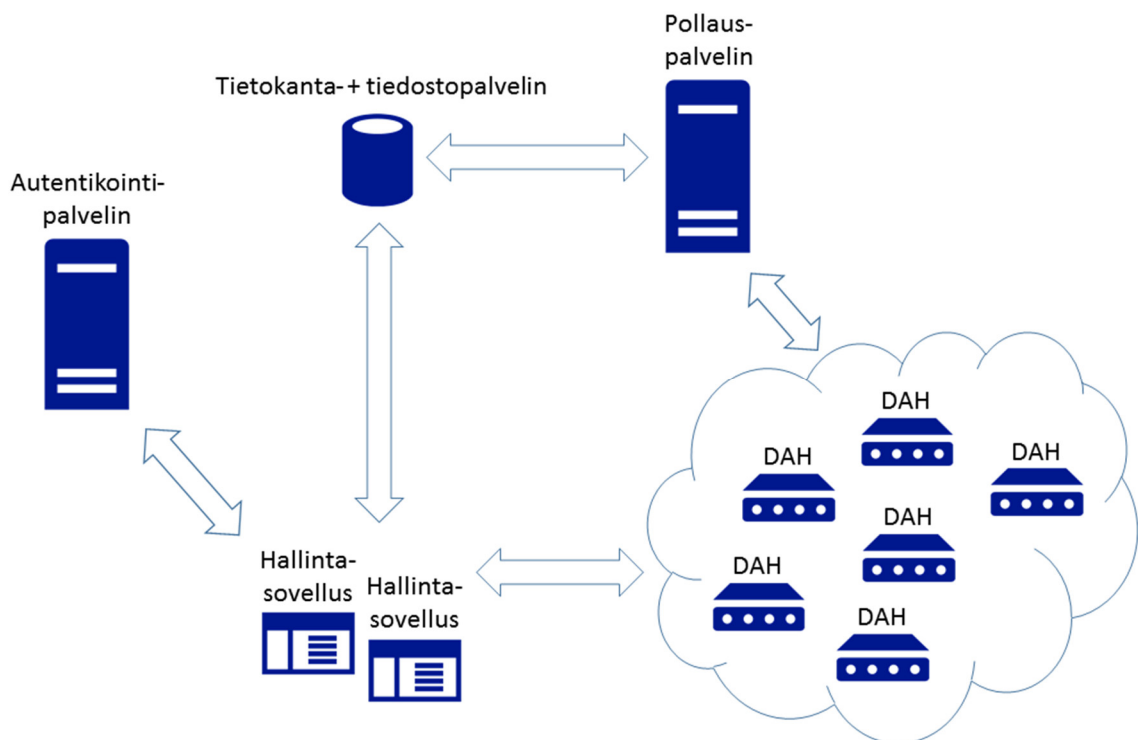 Pollaus-
palvelin
Tietokanta- + tiedostopalvelin
Autentikointi-
palvelin
DAH
DAH
DAH
DAH
DAH
DAH
Hallinta-
sovellus
Hallinta-
sovellus